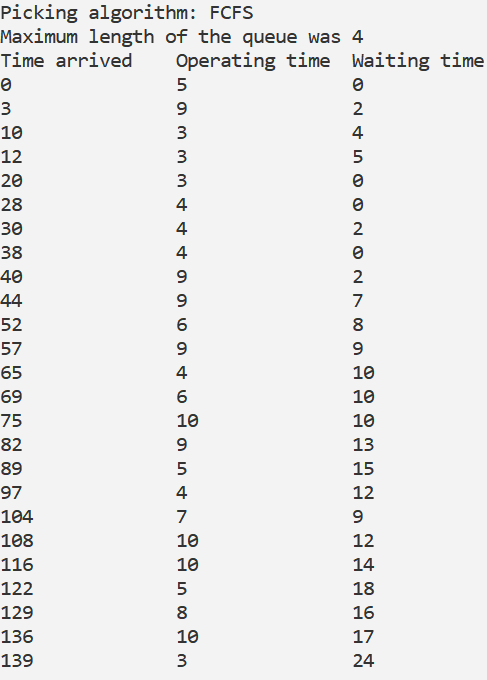 Picking algorithm: FCFS
Maximum length of the queue was 4
Time arrived    Operating time  Waiting time
0               5               0
3               9               2
10              3               4
12              3               5
20              3               0
28              4               0
30              4               2
38              4               0
40              9               2
44              9               7
52              6               8
57              9               9
65              4               10
69              6               10
75              10              10
82              9               13
89              5               15
97              4               12
104             7               9
108             10              12
116             10              14
122             5               18
129             8               16
136             10              17
139             3               24